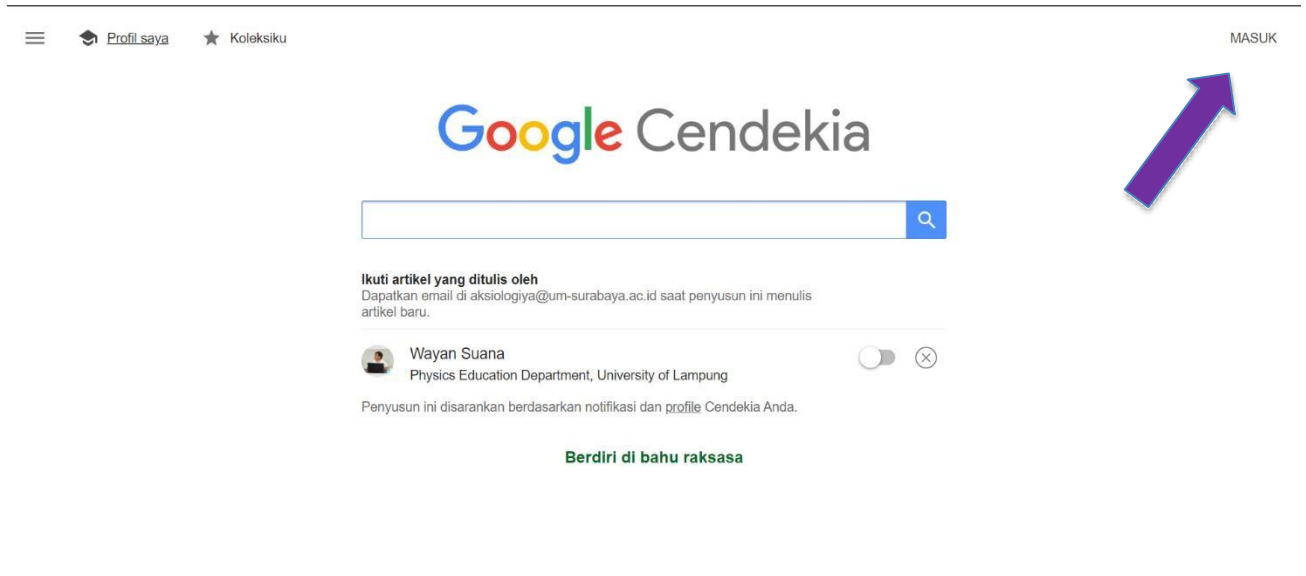 Profil saya
Koleksiku
MASUK
Google Cendekia
Ikuti artikel yang ditulis oleh
Dapatkan email di aksiologiya@um-surabaya.ac.id saat penyusun ini menulis
artikel baru.
Wayan Suana
Physics Education Department, University of Lampung
Penyusun ini disarankan berdasarkan notifikasi dan profile Cendekia Anda.
Berdiri di bahu raksasa